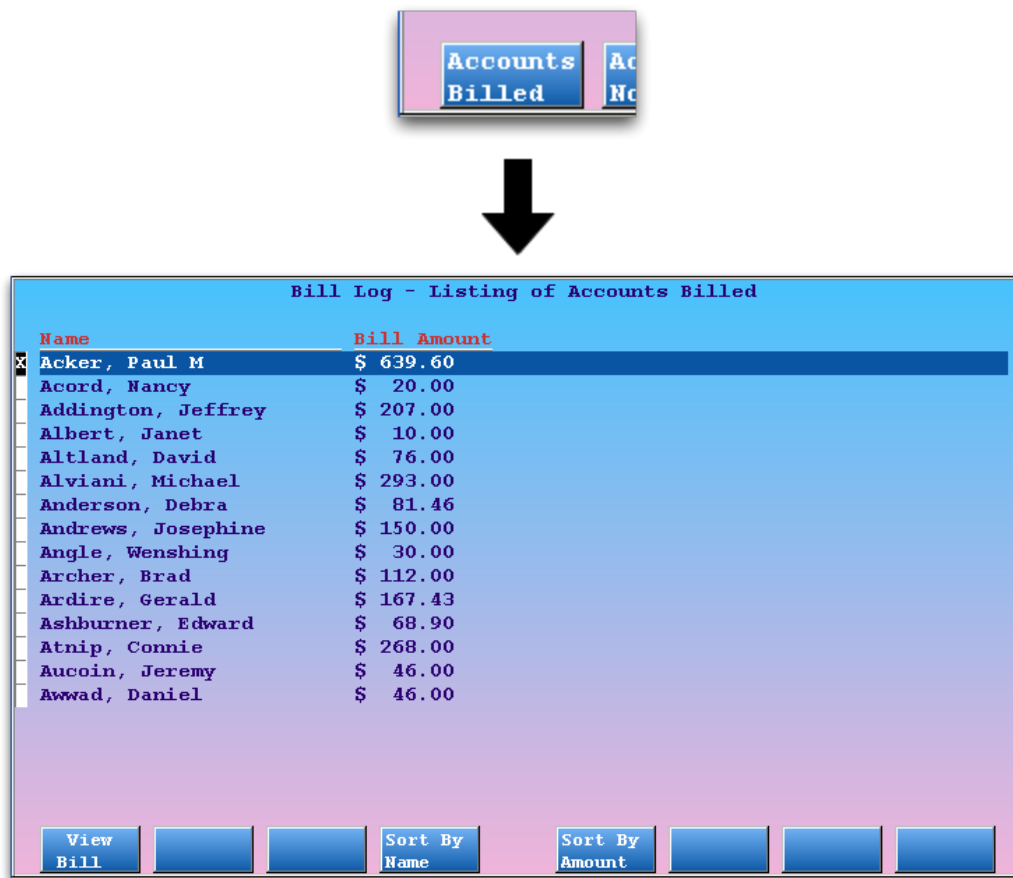 Accounts
Billed
Bill Log - Listing of Accounts Billed
Name Bill Amount
X Acker, Paul M $ 639.60
Acord, Nancy $ 20.00
Addington, Jeffrey $ 207.00
Albert, Janet $ 10.00
Altland, David $ 76.00
Alviani, Michael $ 293.00
Anderson, Debra $ 81.46
Andrews, Josephine $ 150.00
Angle, Wenshing $ 30.00
Archer, Brad $ 112.00
Ardire, Gerald $ 167.43
Ashburner, Edward $ 68.90
Atnip, Connie $ 268.00
Aucoin, Jeremy $ 46.00
Awwad, Daniel $ 46.00
View Sort By Sort By
Bill Name Amount